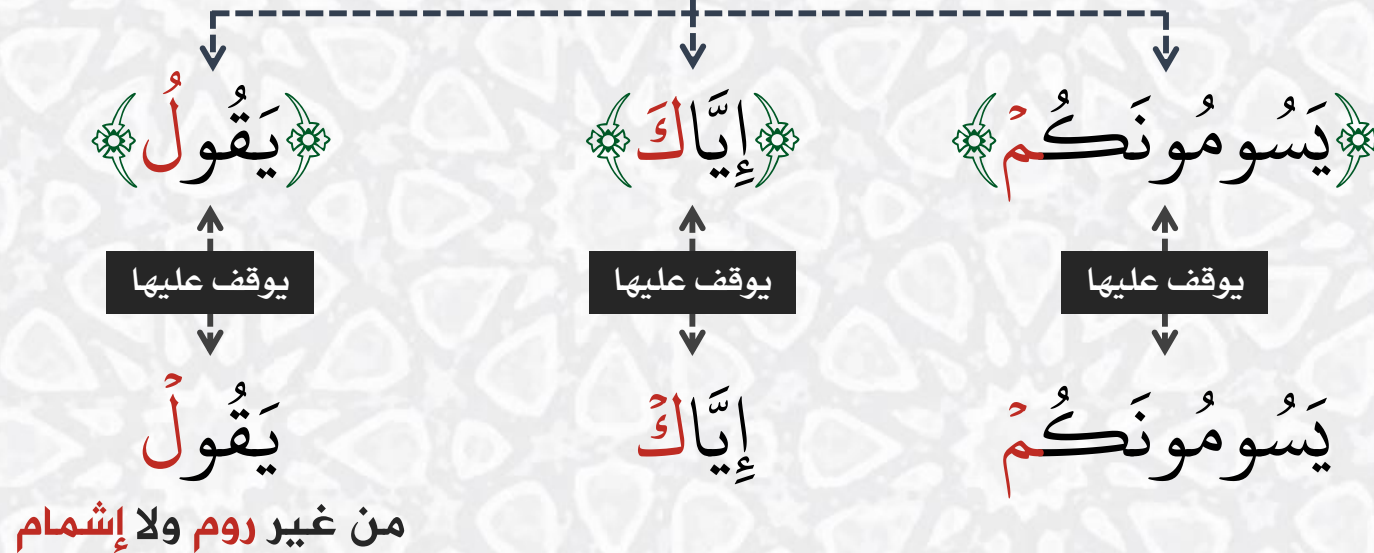 ﴿يَسُومُونَكُمۡ﴾ ﴿إِيَّاكَ﴾ ﴿يَقُولُ﴾
يوقف عليها يوقف عليها يوقف عليها
يَسُومُونَكُمۡ إِيَّاكۡ يَقُولۡ
من غير روم ولا إشمام